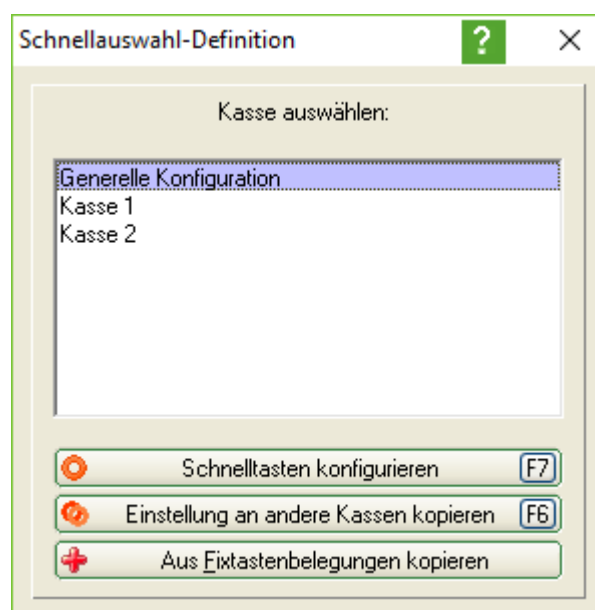 Schnellauswahl-Definition ?
Kasse auswählen:
Generelle Konfiguration
Kasse 1
Kasse 2
Schnelltasten konfigurieren F7
Einstellung an andere Kassen kopieren F6
Aus Fixtastenbelegungen kopieren